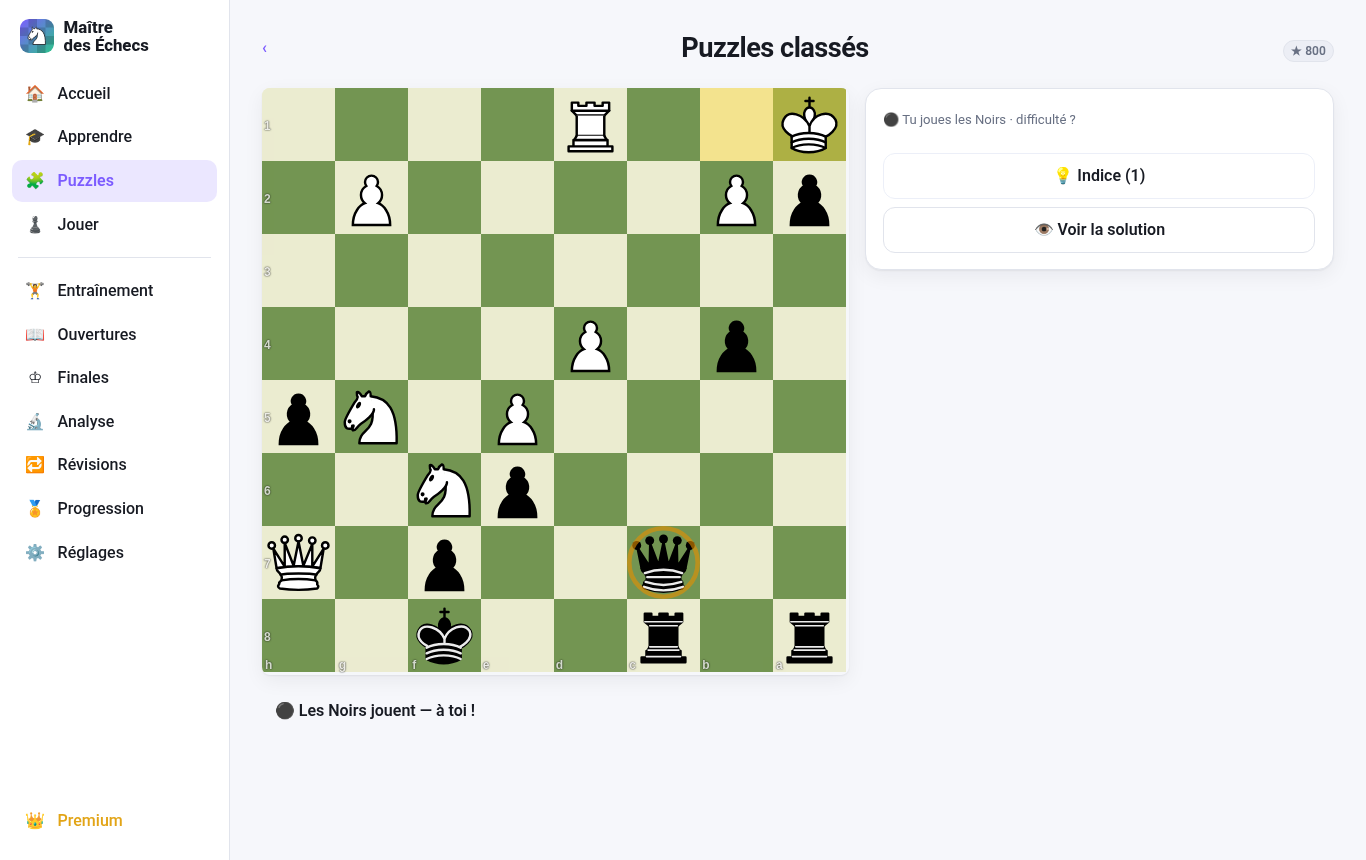 Maître
des Échecs
Accueil
Apprendre
Puzzles
Jouer
Entraînement
Ouvertures
Finales
Analyse
Révisions
Progression
Réglages
Premium
‹
Puzzles classés
★ 800
1
2
3
4
5
6
7
8
h g f e d c b a
Les Noirs jouent — à toi !
Tu joues les Noirs · difficulté ?
Indice (1)
Voir la solution